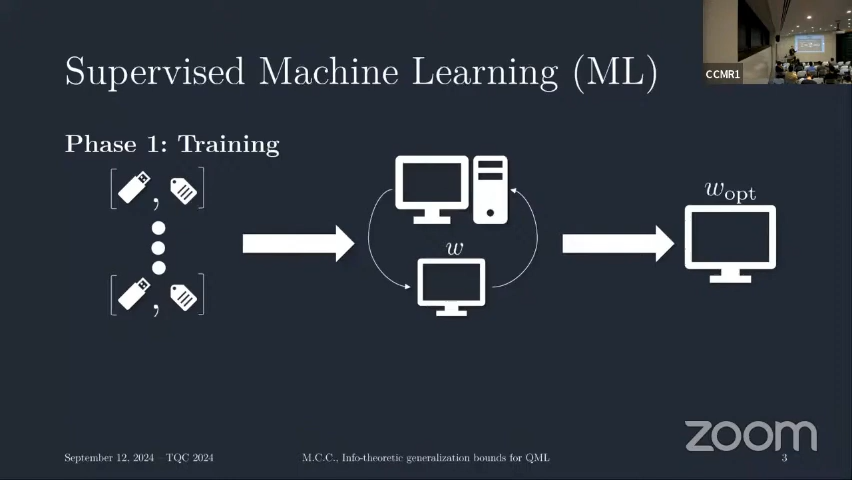 Supervised Machine Learning (ML)
CCMR1
Phase 1: Training
[ , ]
w
w_opt
[ , ]
zoom
September 12, 2024 TQC 2024
M.C.C., Info-theoretic generalization bounds for QML
3